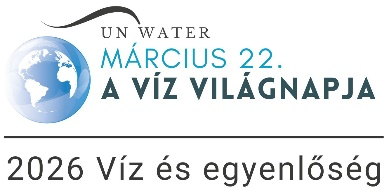 UN WATER
MÁRCIUS 22.
A VÍZ VILÁGNAPJA
2026 Víz és egyenlőség